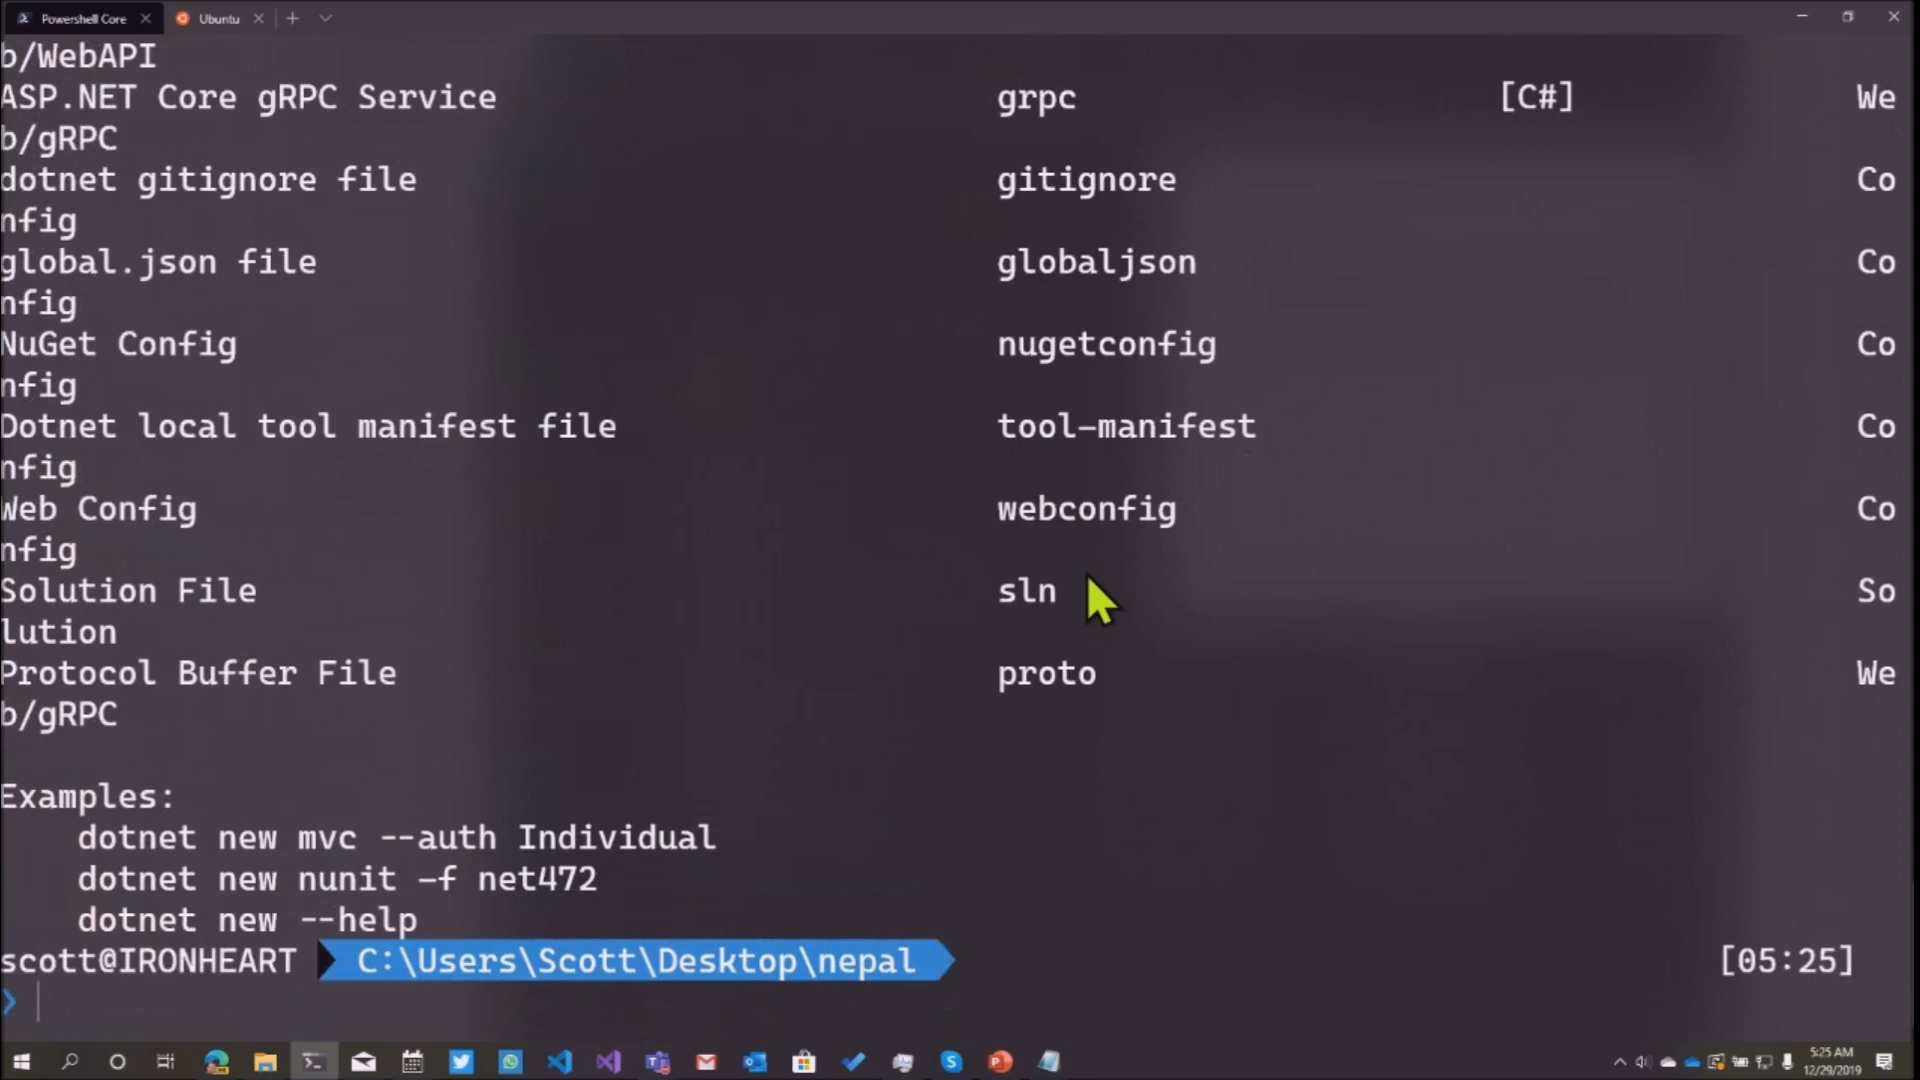 Powershell Core
Ubuntu
b/WebAPI
ASP.NET Core gRPC Service grpc [C#] We
b/gRPC
dotnet gitignore file gitignore Co
nfig
global.json file globaljson Co
nfig
NuGet Config nugetconfig Co
nfig
Dotnet local tool manifest file tool-manifest Co
nfig
Web Config webconfig Co
nfig
Solution File sln So
lution
Protocol Buffer File proto We
b/gRPC
Examples:
dotnet new mvc --auth Individual
dotnet new nunit -f net472
dotnet new --help
scott@IRONHEART C:\Users\Scott\Desktop\nepal [05:25]
❯
5:25 AM
12/29/2019